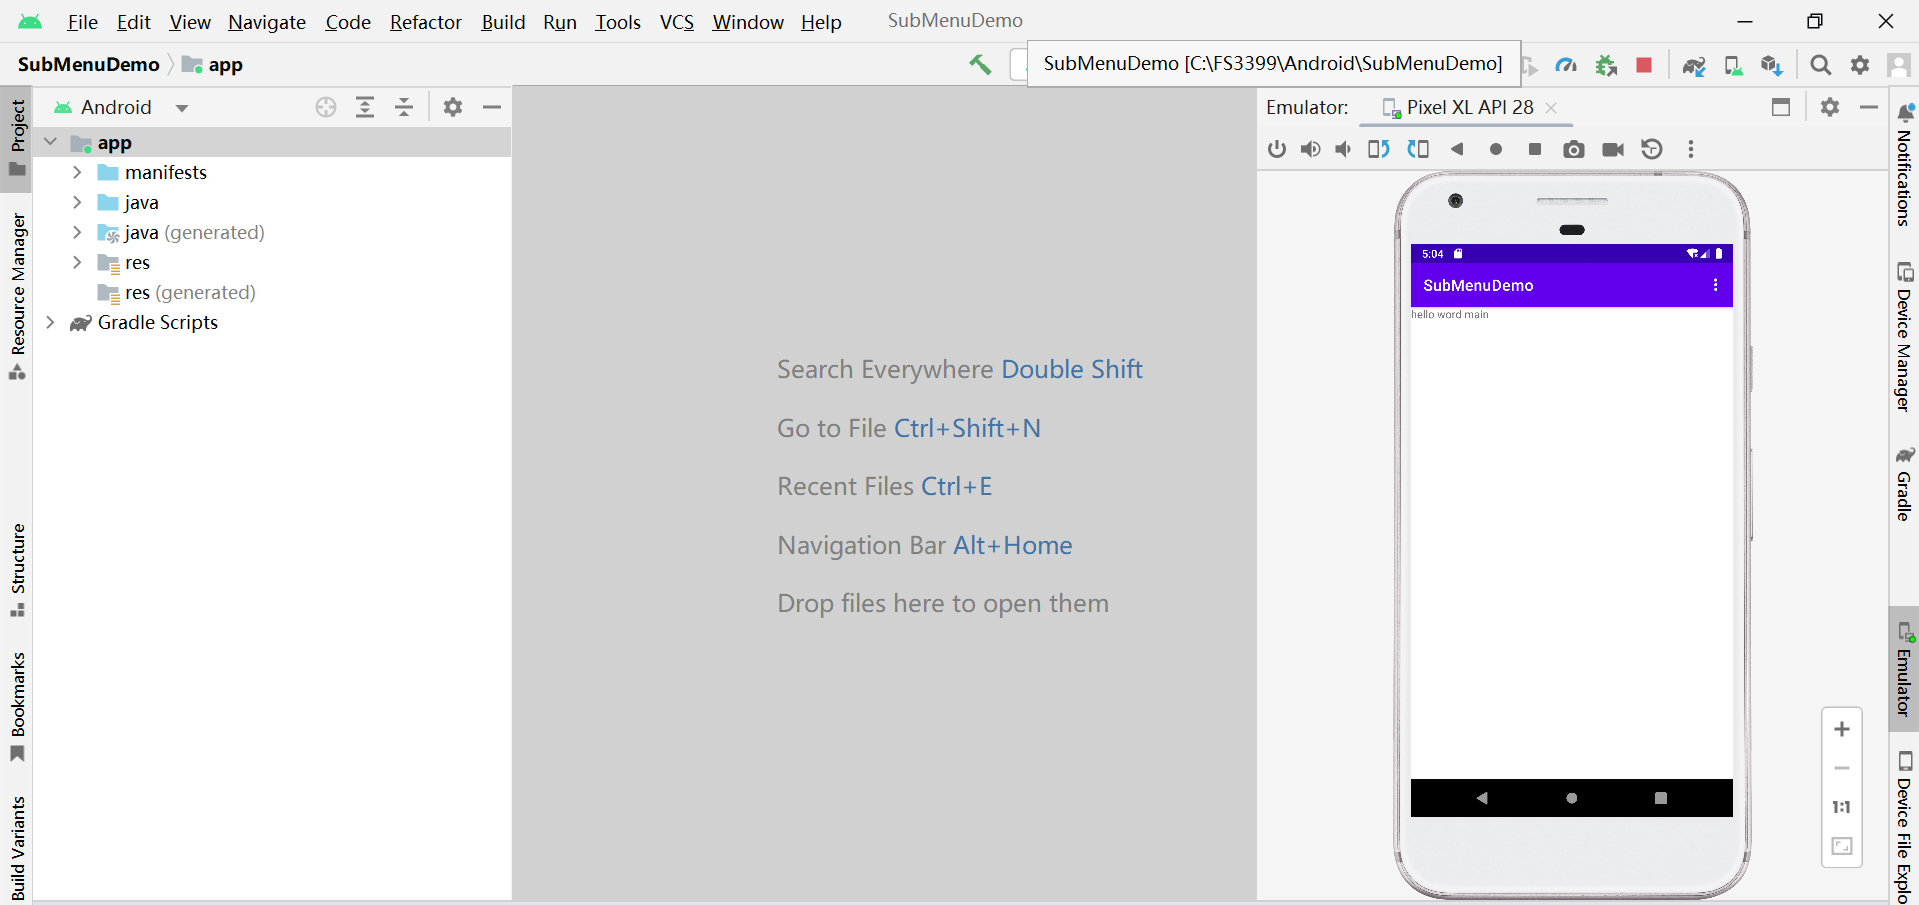 File Edit View Navigate Code Refactor Build Run Tools VCS Window Help SubMenuDemo
SubMenuDemo app
SubMenuDemo [C:\FS3399\Android\SubMenuDemo]
Project
Resource Manager
Structure
Bookmarks
Build Variants
Android
app
manifests
java
java (generated)
res
res (generated)
Gradle Scripts
Search Everywhere Double Shift
Go to File Ctrl+Shift+N
Recent Files Ctrl+E
Navigation Bar Alt+Home
Drop files here to open them
Emulator: Pixel XL API 28
5:04
SubMenuDemo
hello word main
1:1
Notifications
Device Manager
Gradle
Emulator
Device File Explo